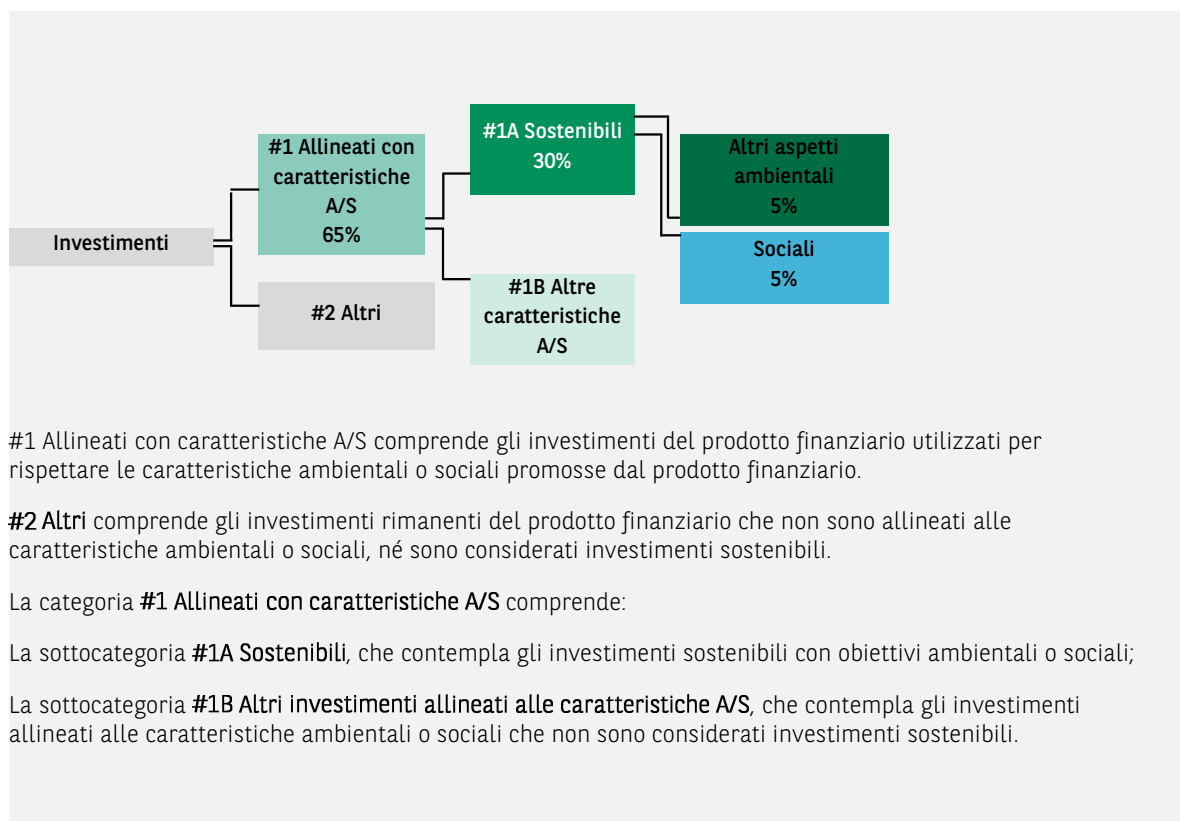 #1A Sostenibili
30%
#1 Allineati con
caratteristiche
A/S
65%
Altri aspetti
ambientali
5%
Investimenti
Sociali
5%
#2 Altri
#1B Altre
caratteristiche
A/S
#1 Allineati con caratteristiche A/S comprende gli investimenti del prodotto finanziario utilizzati per
rispettare le caratteristiche ambientali o sociali promosse dal prodotto finanziario.
#2 Altri comprende gli investimenti rimanenti del prodotto finanziario che non sono allineati alle
caratteristiche ambientali o sociali, né sono considerati investimenti sostenibili.
La categoria #1 Allineati con caratteristiche A/S comprende:
La sottocategoria #1A Sostenibili, che contempla gli investimenti sostenibili con obiettivi ambientali o sociali;
La sottocategoria #1B Altri investimenti allineati alle caratteristiche A/S, che contempla gli investimenti
allineati alle caratteristiche ambientali o sociali che non sono considerati investimenti sostenibili.